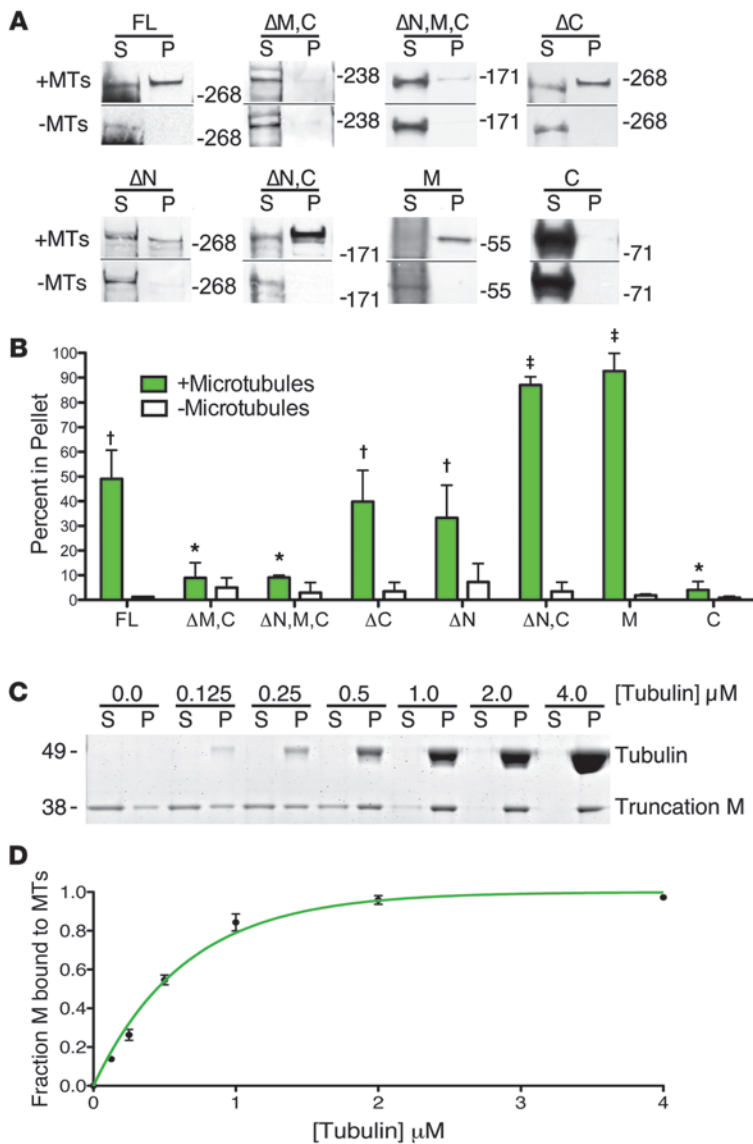 A
FL ΔM,C ΔN,M,C ΔC
S P S P S P S P
+MTs -268 -238 -171 -268
-MTs -268 -238 -171 -268
ΔN ΔN,C M C
S P S P S P S P
+MTs -268 -171 -55 -71
-MTs -268 -171 -55 -71
B
Percent in Pellet
100
90
80
70
60
50
40
30
20
10
0
+Microtubules
-Microtubules
† * * † † ‡ ‡ *
FL ΔM,C ΔN,M,C ΔC ΔN ΔN,C M C
C
0.0 0.125 0.25 0.5 1.0 2.0 4.0 [Tubulin] μM
S P S P S P S P S P S P S P
49 - Tubulin
38 - Truncation M
D
Fraction M bound to MTs
1.0
0.8
0.6
0.4
0.2
0.0
0 1 2 3 4
[Tubulin] μM